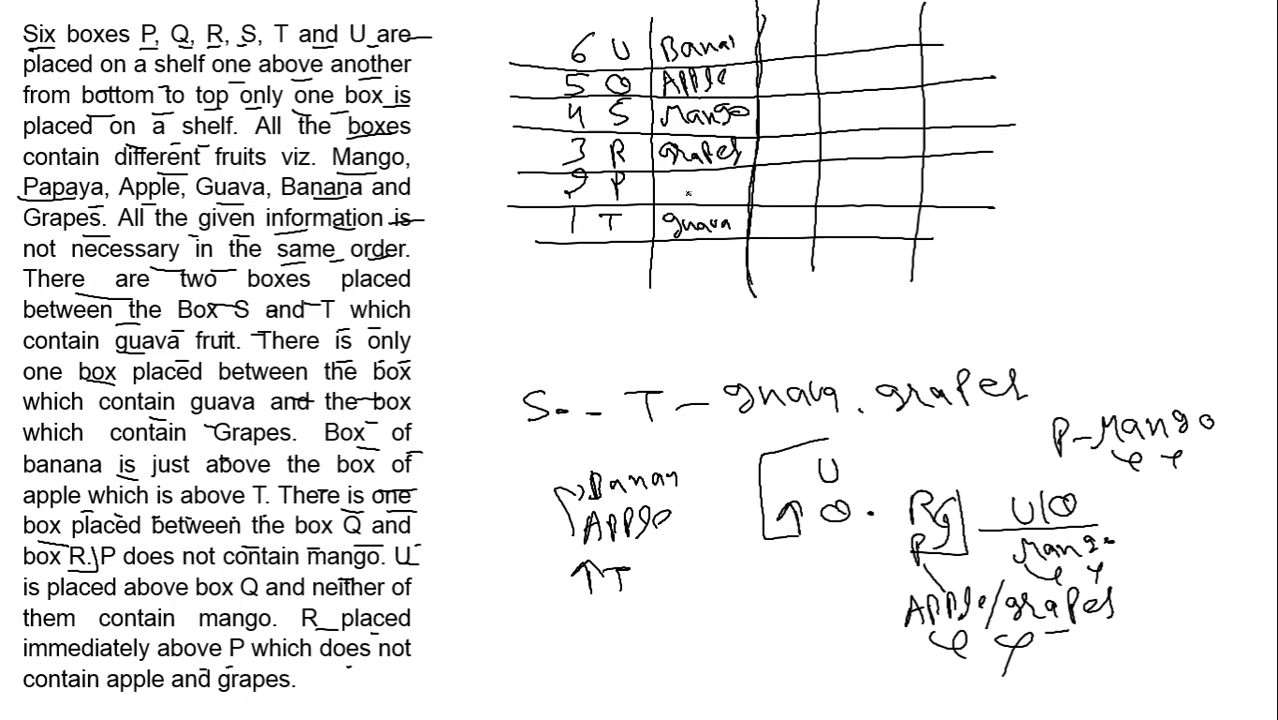 Six boxes P, Q, R, S, T and U are
placed on a shelf one above another
from bottom to top only one box is
placed on a shelf. All the boxes
contain different fruits viz. Mango,
Papaya, Apple, Guava, Banana and
Grapes. All the given information is
not necessary in the same order.
There are two boxes placed
between the Box S and T which
contain guava fruit. There is only
one box placed between the box
which contain guava and the box
which contain Grapes. Box of
banana is just above the box of
apple which is above T. There is one
box placed between the box Q and
box R. P does not contain mango. U
is placed above box Q and neither of
them contain mango. R placed
immediately above P which does not
contain apple and grapes.
6 U Bana
5 Q Apple
4 S Mango
3 R grapes
2 P
1 T guava
S - - T - guava . grapes
P - Mango
Banan
Apple
↑ T
U
↑ Q .
R
P
U/Q
Mango
Apple/grapes